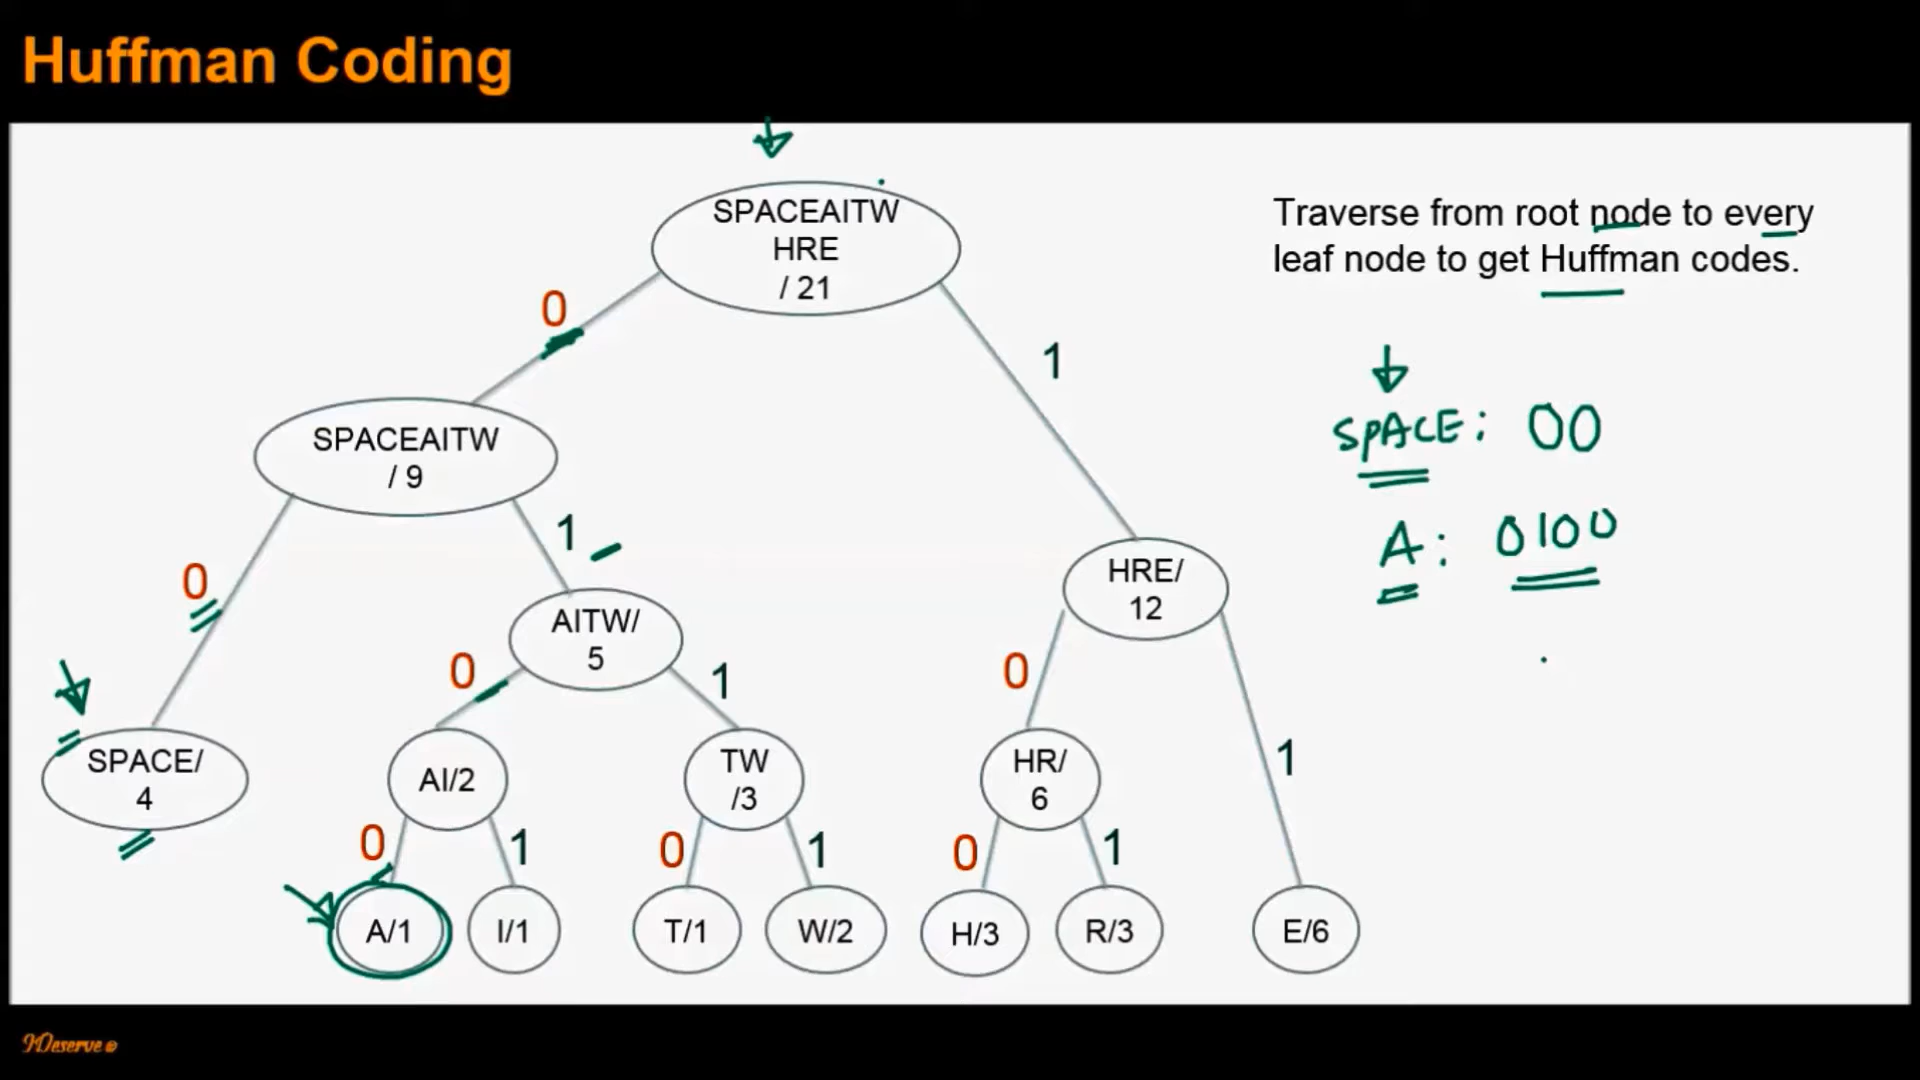 Huffman Coding
SPACEAITW
HRE
/ 21
Traverse from root node to every
leaf node to get Huffman codes.
0
1
SPACE: 00
SPACEAITW
/ 9
A: 0100
0
1
AITW/
5
HRE/
12
0
1
0
1
SPACE/
4
AI/2
TW
/3
HR/
6
0
1
0
1
0
1
A/1
I/1
T/1
W/2
H/3
R/3
E/6
IDeserve